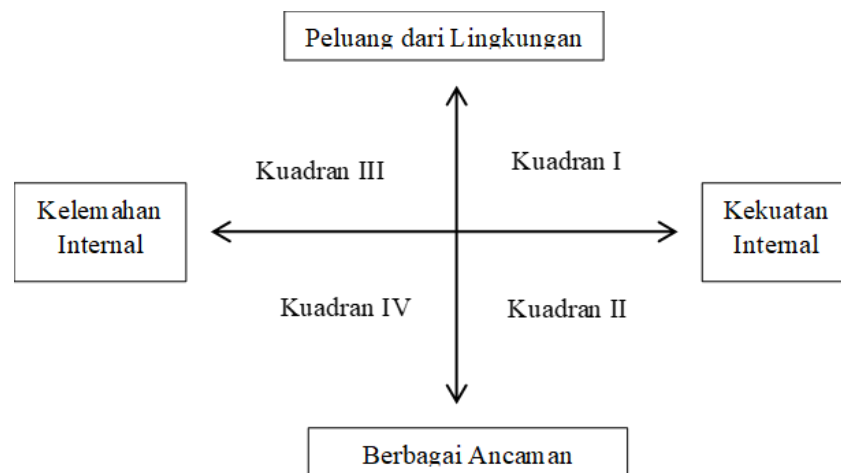 Peluang dari Lingkungan
Kuadran III
Kuadran I
Kelemahan
Internal
Kekuatan
Internal
Kuadran IV
Kuadran II
Berbagai Ancaman